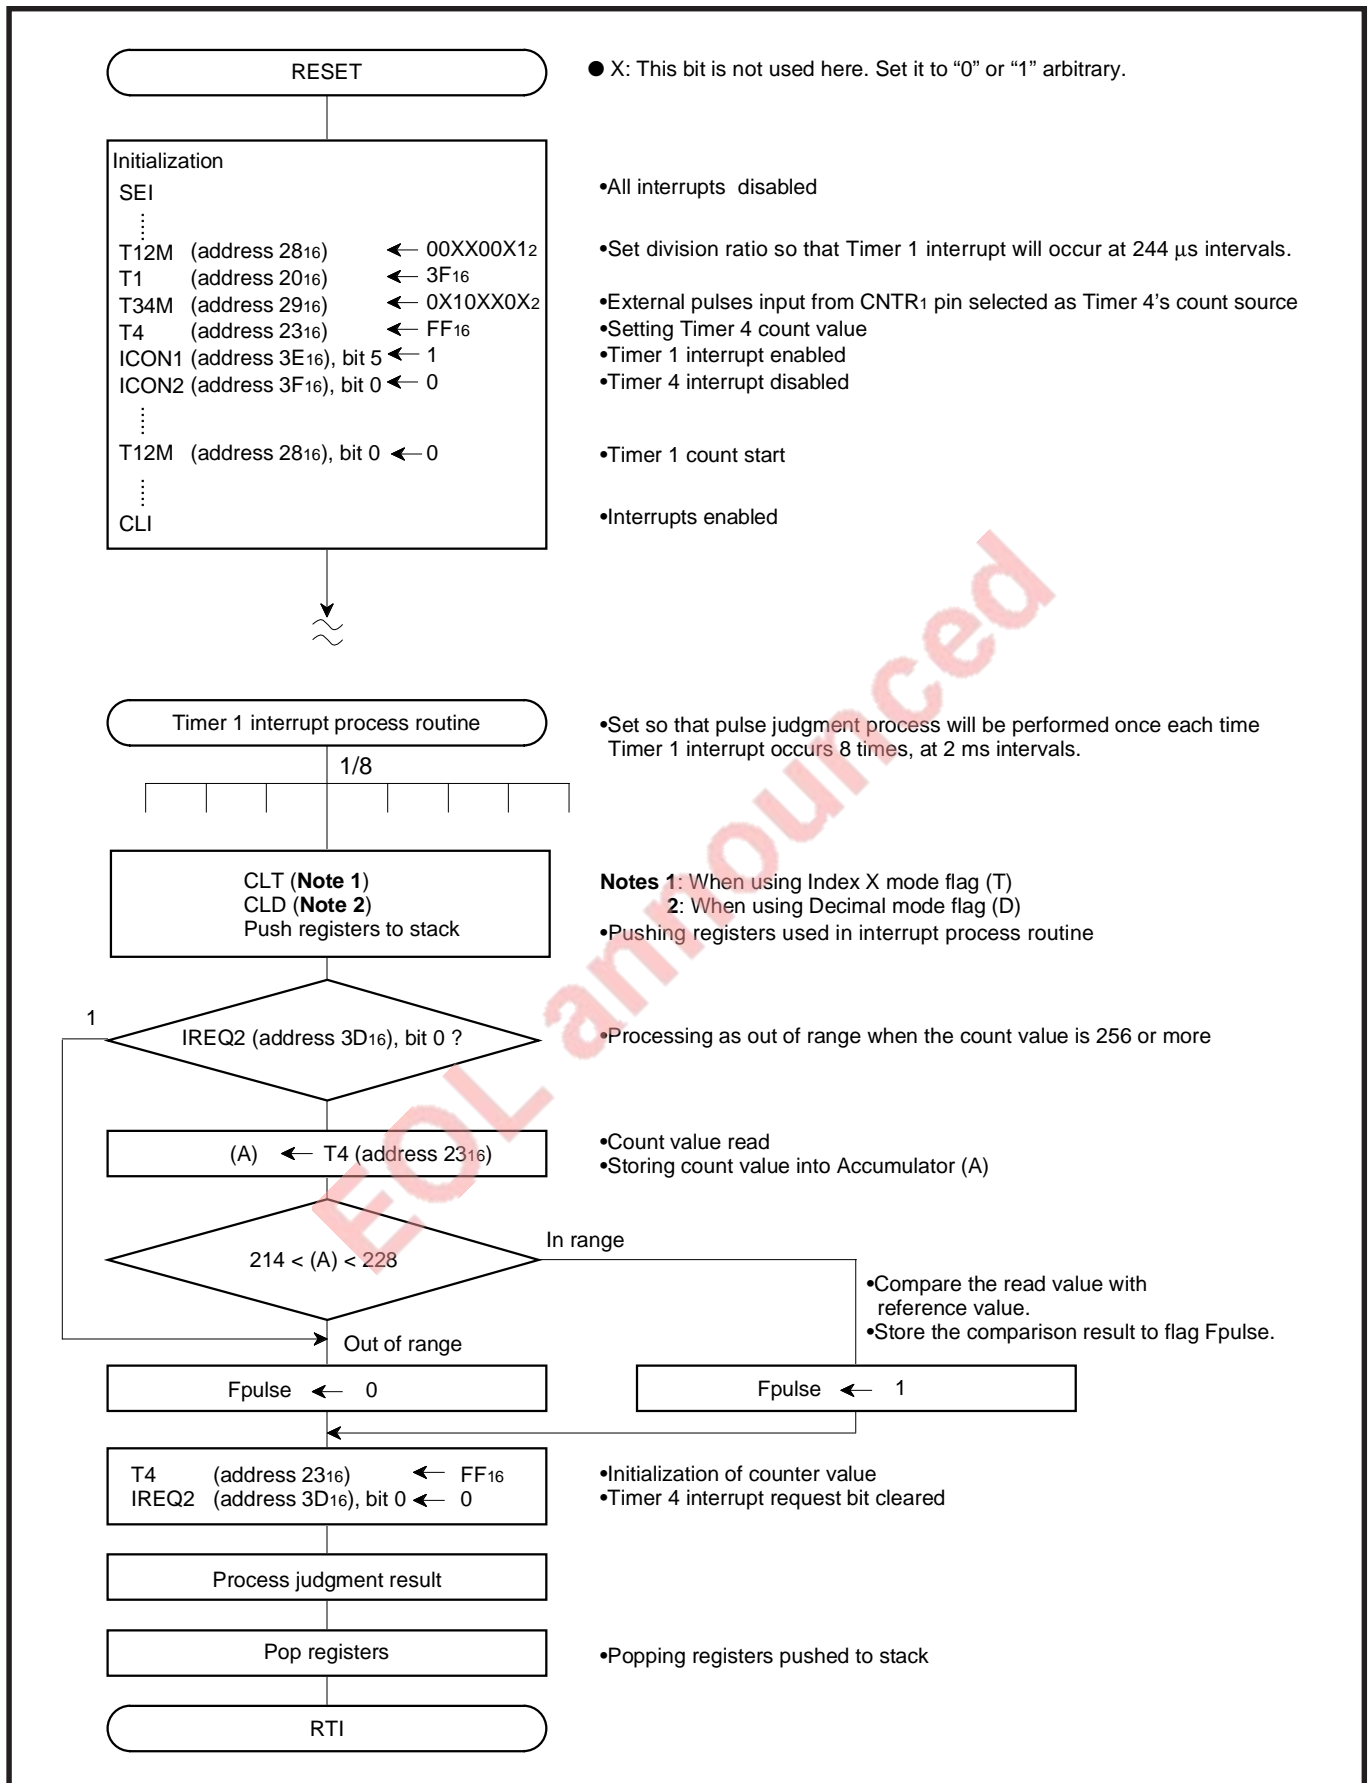 RESET
● X: This bit is not used here. Set it to “0” or “1” arbitrary.
Initialization
SEI
•All interrupts disabled
T12M (address 2816) ← 00XX00X12
•Set division ratio so that Timer 1 interrupt will occur at 244 μs intervals.
T1 (address 2016) ← 3F16
T34M (address 2916) ← 0X10XX0X2
•External pulses input from CNTR1 pin selected as Timer 4’s count source
T4 (address 2316) ← FF16
•Setting Timer 4 count value
ICON1 (address 3E16), bit 5 ← 1
•Timer 1 interrupt enabled
ICON2 (address 3F16), bit 0 ← 0
•Timer 4 interrupt disabled
T12M (address 2816), bit 0 ← 0
•Timer 1 count start
CLI
•Interrupts enabled
Timer 1 interrupt process routine
•Set so that pulse judgment process will be performed once each time
Timer 1 interrupt occurs 8 times, at 2 ms intervals.
1/8
CLT (Note 1)
CLD (Note 2)
Push registers to stack
Notes 1: When using Index X mode flag (T)
2: When using Decimal mode flag (D)
•Pushing registers used in interrupt process routine
1
IREQ2 (address 3D16), bit 0 ?
•Processing as out of range when the count value is 256 or more
(A) ← T4 (address 2316)
•Count value read
•Storing count value into Accumulator (A)
214 < (A) < 228
In range
•Compare the read value with
reference value.
•Store the comparison result to flag Fpulse.
Out of range
Fpulse ← 0
Fpulse ← 1
T4 (address 2316) ← FF16
•Initialization of counter value
IREQ2 (address 3D16), bit 0 ← 0
•Timer 4 interrupt request bit cleared
Process judgment result
Pop registers
•Popping registers pushed to stack
RTI
EOL announced